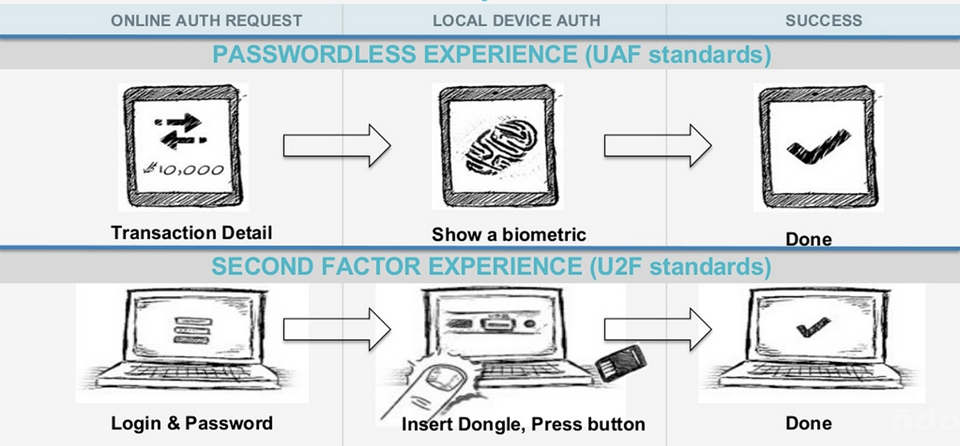 ONLINE AUTH REQUEST LOCAL DEVICE AUTH SUCCESS
PASSWORDLESS EXPERIENCE (UAF standards)
$10,000
Transaction Detail Show a biometric Done
SECOND FACTOR EXPERIENCE (U2F standards)
Login & Password Insert Dongle, Press button Done
fido